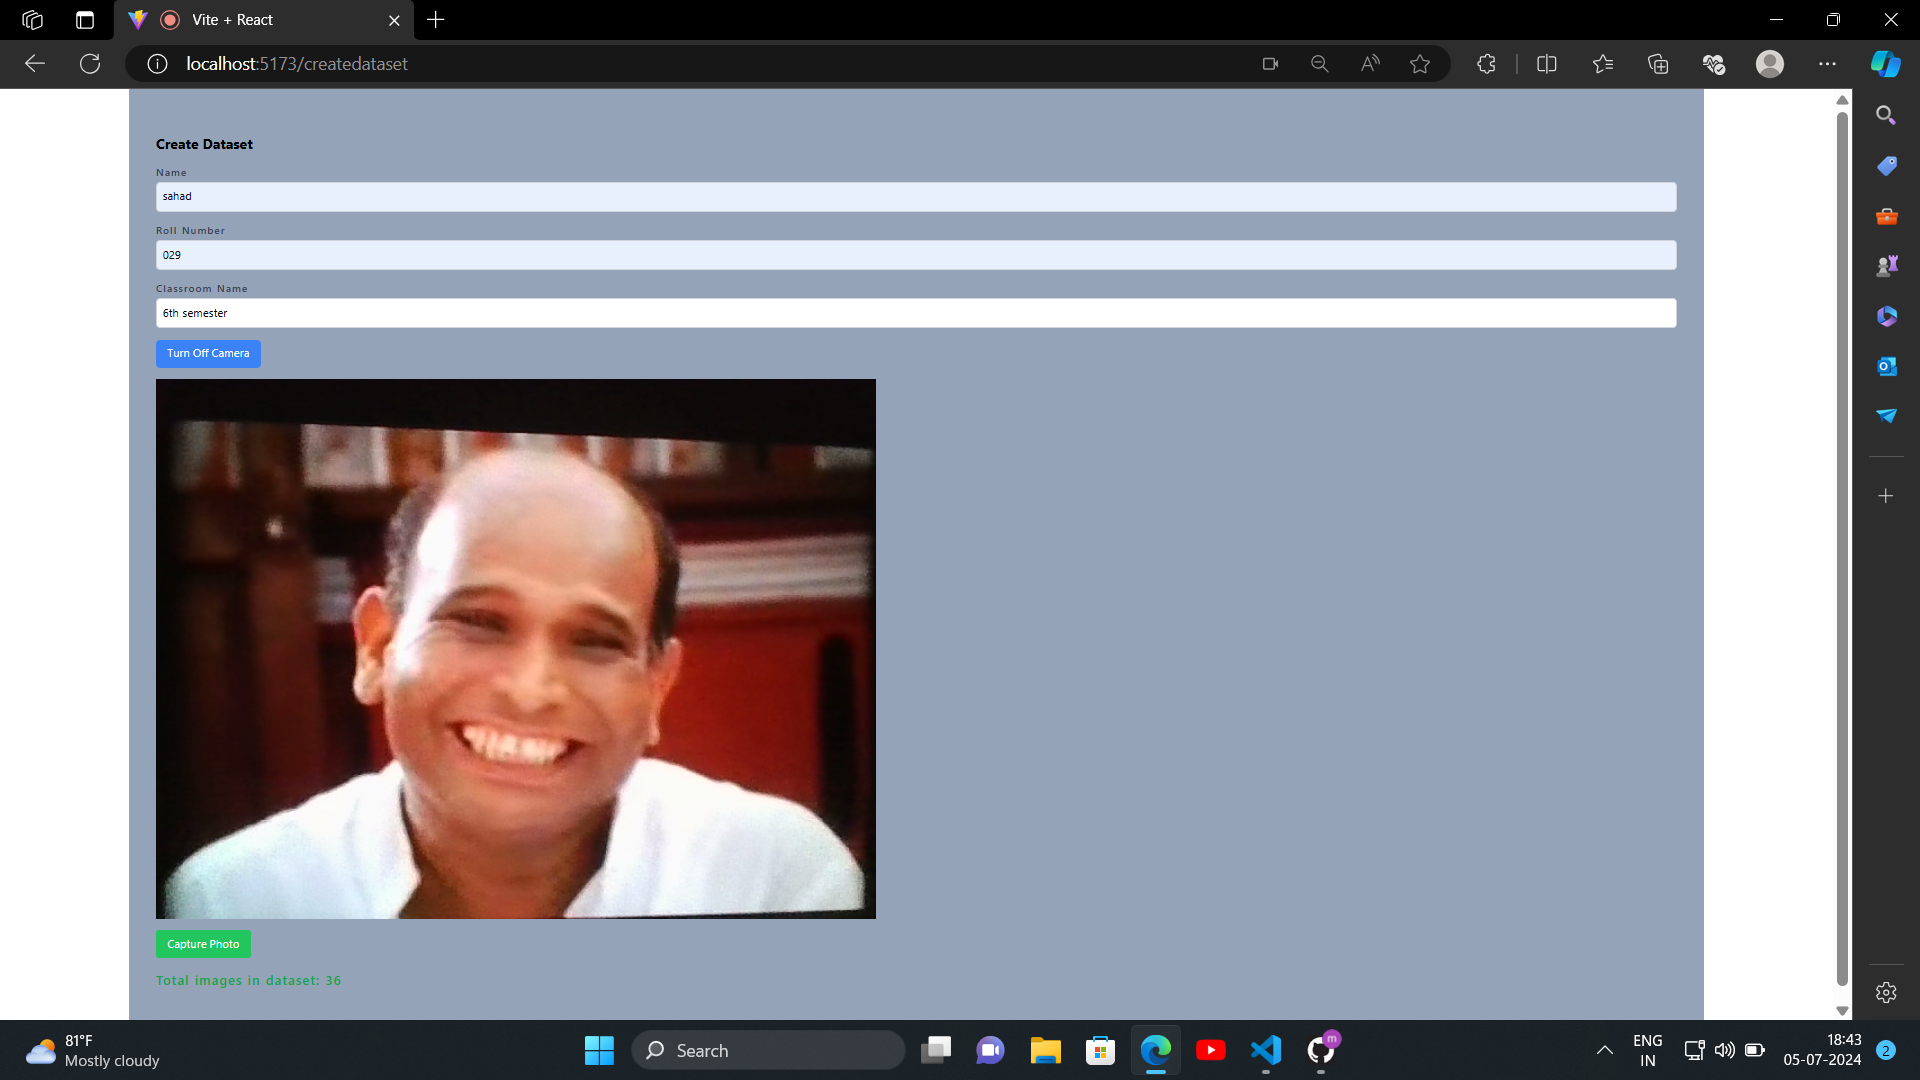 Vite + React
localhost:5173/createdataset
Create Dataset
Name
sahad
Roll Number
029
Classroom Name
6th semester
Turn Off Camera
Capture Photo
Total images in dataset: 36
81°F
Mostly cloudy
Search
m
ENG
IN
18:43
05-07-2024
2